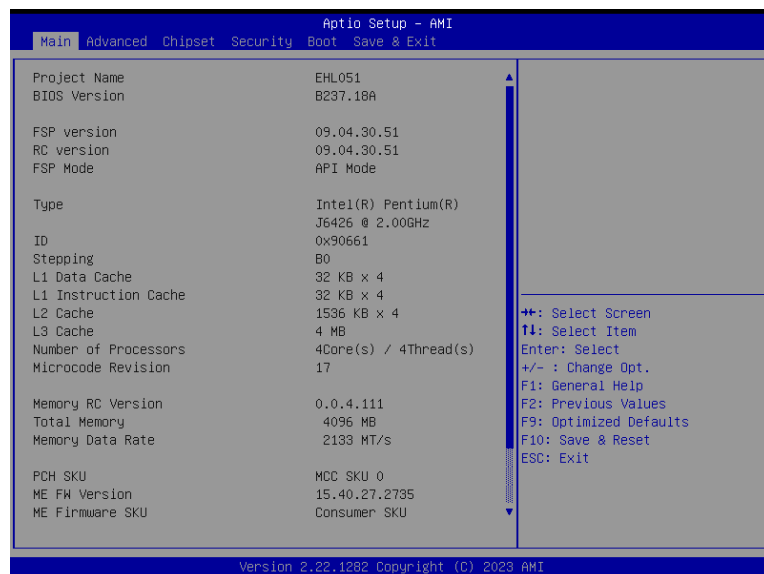 Aptio Setup – AMI
Main Advanced Chipset Security Boot Save & Exit
Project Name EHL051
BIOS Version B237.18A
FSP version 09.04.30.51
RC version 09.04.30.51
FSP Mode API Mode
Type Intel(R) Pentium(R)
J6426 @ 2.00GHz
ID 0x90661
Stepping B0
L1 Data Cache 32 KB x 4
L1 Instruction Cache 32 KB x 4
L2 Cache 1536 KB x 4
L3 Cache 4 MB
Number of Processors 4Core(s) / 4Thread(s)
Microcode Revision 17
Memory RC Version 0.0.4.111
Total Memory 4096 MB
Memory Data Rate 2133 MT/s
PCH SKU MCC SKU 0
ME FW Version 15.40.27.2735
ME Firmware SKU Consumer SKU
→←: Select Screen
↑↓: Select Item
Enter: Select
+/- : Change Opt.
F1: General Help
F2: Previous Values
F9: Optimized Defaults
F10: Save & Reset
ESC: Exit
Version 2.22.1282 Copyright (C) 2023 AMI